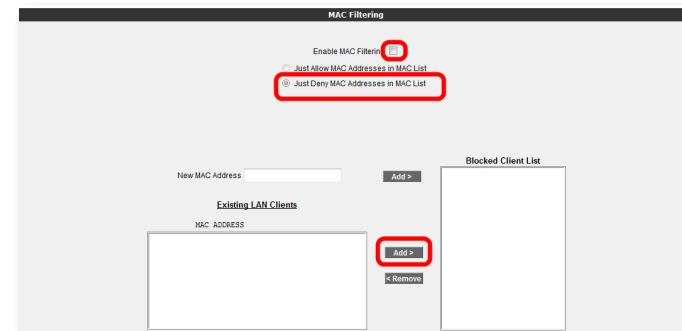 MAC Filtering
Enable MAC Filtering
Just Allow MAC Addresses in MAC List
Just Deny MAC Addresses in MAC List
Blocked Client List
New MAC Address
Add >
Existing LAN Clients
MAC ADDRESS
Add >
< Remove